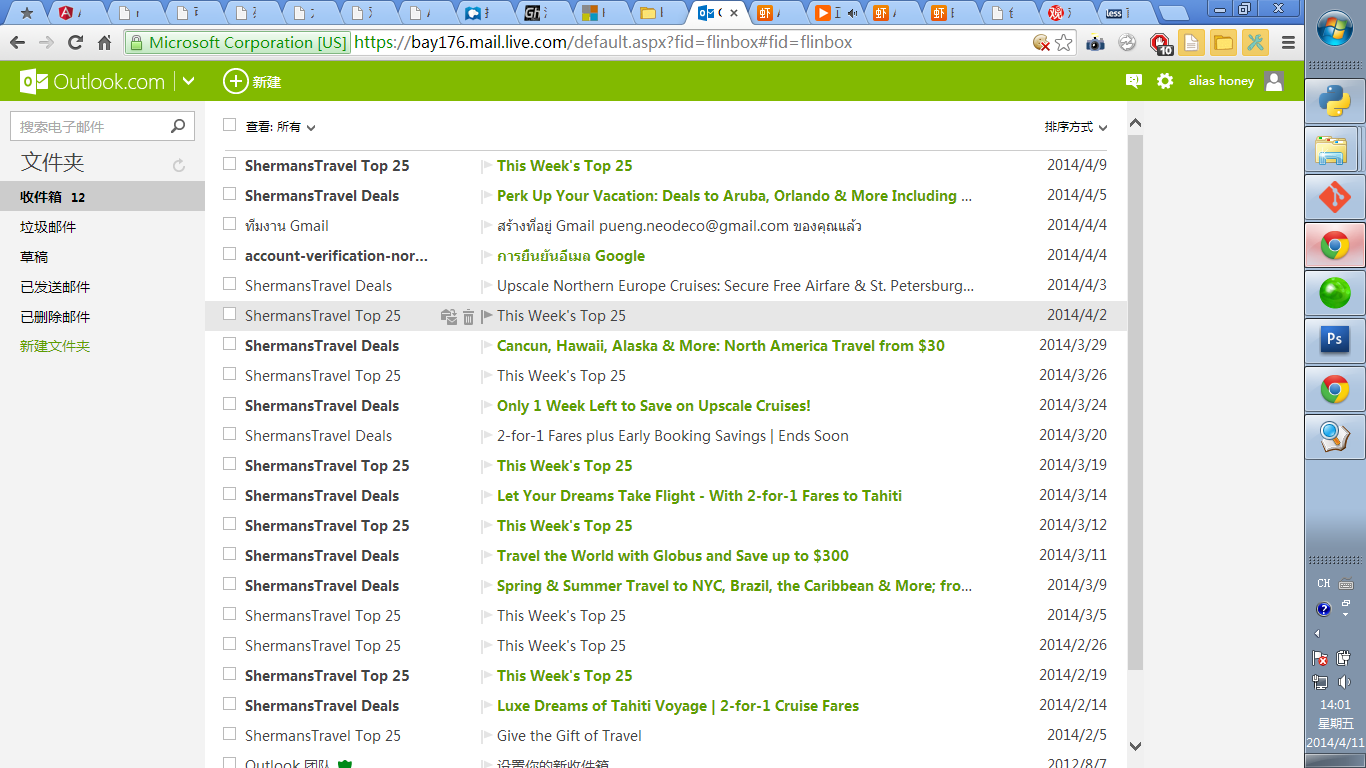 Microsoft Corporation [US] https://bay176.mail.live.com/default.aspx?fid=flinbox#fid=flinbox
10
Outlook.com 新建 alias honey
搜索电子邮件
查看: 所有 排序方式
文件夹
收件箱 12
垃圾邮件
草稿
已发送邮件
已删除邮件
新建文件夹
ShermansTravel Top 25 This Week's Top 25 2014/4/9
ShermansTravel Deals Perk Up Your Vacation: Deals to Aruba, Orlando & More Including ... 2014/4/5
ทีมงาน Gmail สร้างที่อยู่ Gmail pueng.neodeco@gmail.com ของคุณแล้ว 2014/4/4
account-verification-nor... การยืนยันอีเมล Google 2014/4/4
ShermansTravel Deals Upscale Northern Europe Cruises: Secure Free Airfare & St. Petersburg... 2014/4/3
ShermansTravel Top 25 This Week's Top 25 2014/4/2
ShermansTravel Deals Cancun, Hawaii, Alaska & More: North America Travel from $30 2014/3/29
ShermansTravel Top 25 This Week's Top 25 2014/3/26
ShermansTravel Deals Only 1 Week Left to Save on Upscale Cruises! 2014/3/24
ShermansTravel Deals 2-for-1 Fares plus Early Booking Savings | Ends Soon 2014/3/20
ShermansTravel Top 25 This Week's Top 25 2014/3/19
ShermansTravel Deals Let Your Dreams Take Flight - With 2-for-1 Fares to Tahiti 2014/3/14
ShermansTravel Top 25 This Week's Top 25 2014/3/12
ShermansTravel Deals Travel the World with Globus and Save up to $300 2014/3/11
ShermansTravel Deals Spring & Summer Travel to NYC, Brazil, the Caribbean & More; fro... 2014/3/9
ShermansTravel Top 25 This Week's Top 25 2014/3/5
ShermansTravel Top 25 This Week's Top 25 2014/2/26
ShermansTravel Top 25 This Week's Top 25 2014/2/19
ShermansTravel Deals Luxe Dreams of Tahiti Voyage | 2-for-1 Cruise Fares 2014/2/14
ShermansTravel Top 25 Give the Gift of Travel 2014/2/5
Outlook 团队 设置你的新收件箱 2012/8/7
Ps
CH
14:01
星期五
2014/4/11